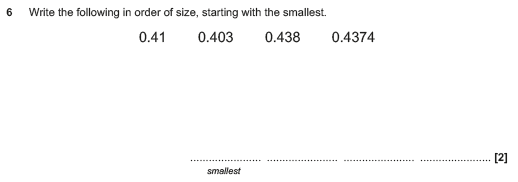 6 Write the following in order of size, starting with the smallest.
0.41 0.403 0.438 0.4374
...................... ...................... ...................... ...................... [2]
smallest